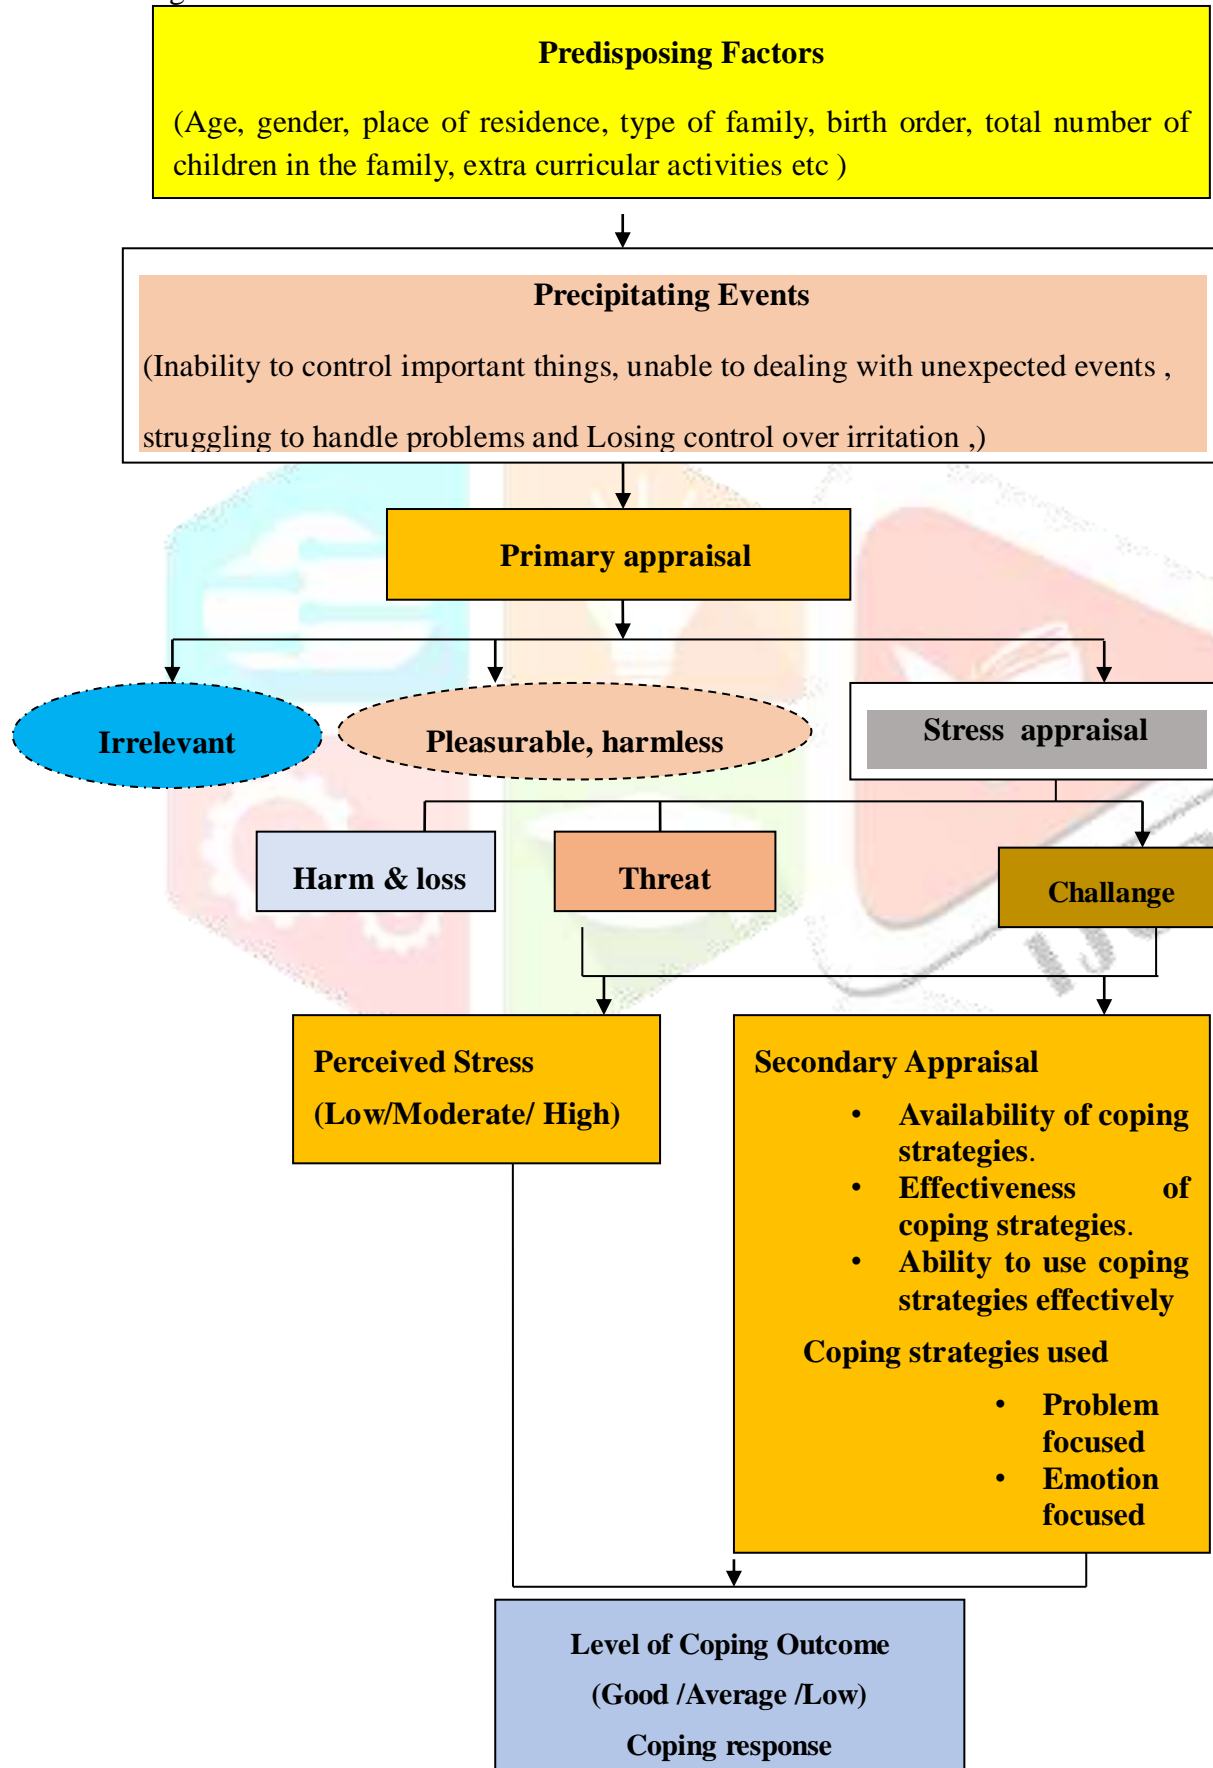 Predisposing Factors
(Age, gender, place of residence, type of family, birth order, total number of
children in the family, extra curricular activities etc )
Precipitating Events
(Inability to control important things, unable to dealing with unexpected events ,
struggling to handle problems and Losing control over irritation ,)
Primary appraisal
Irrelevant
Pleasurable, harmless
Stress appraisal
Harm & loss
Threat
Challange
Perceived Stress
(Low/Moderate/ High)
Secondary Appraisal
• Availability of coping
strategies.
• Effectiveness of
coping strategies.
• Ability to use coping
strategies effectively
Coping strategies used
• Problem
focused
• Emotion
focused
Level of Coping Outcome
(Good /Average /Low)
Coping response